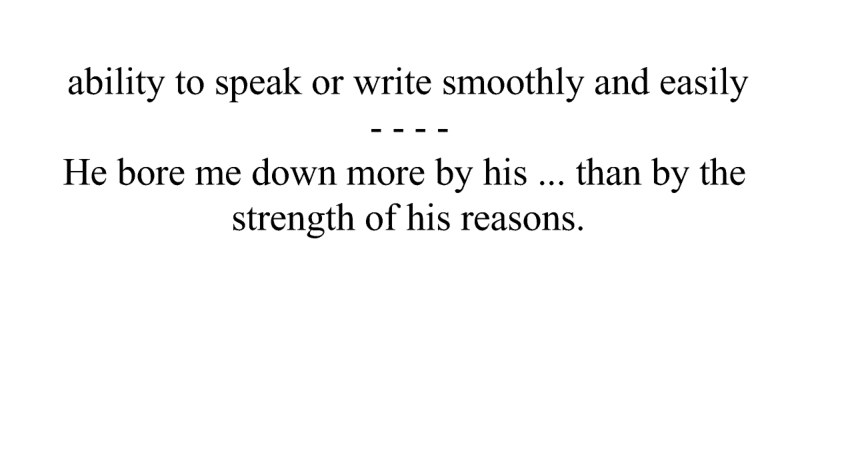 ability to speak or write smoothly and easily
- - - -
He bore me down more by his ... than by the
strength of his reasons.